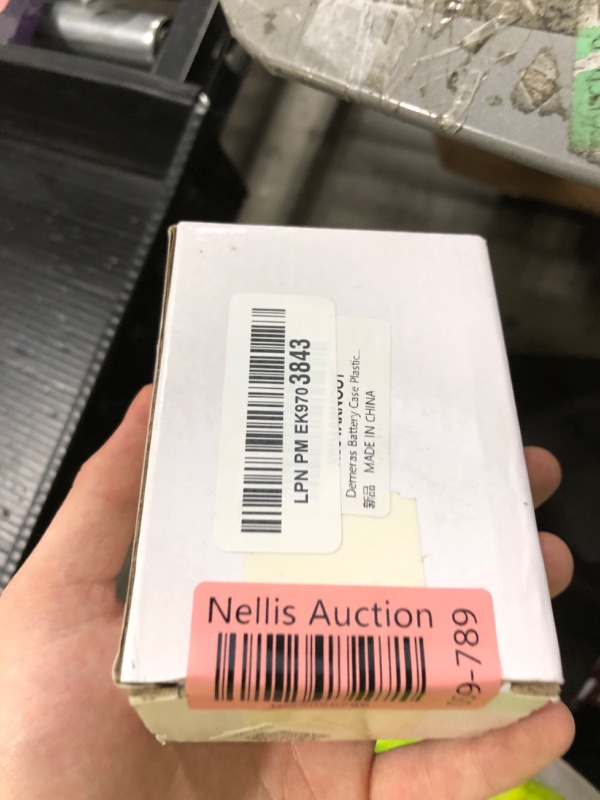 LPN PM EK9703843
Demeras Battery Case Plastic...
新品 MADE IN CHINA
Nellis Auction
9-789